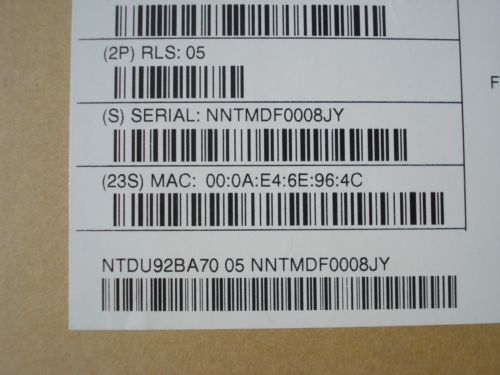 (2P) RLS: 05
(S) SERIAL: NNTMDF0008JY
(23S) MAC: 00:0A:E4:6E:96:4C
NTDU92BA70 05 NNTMDF0008JY
F